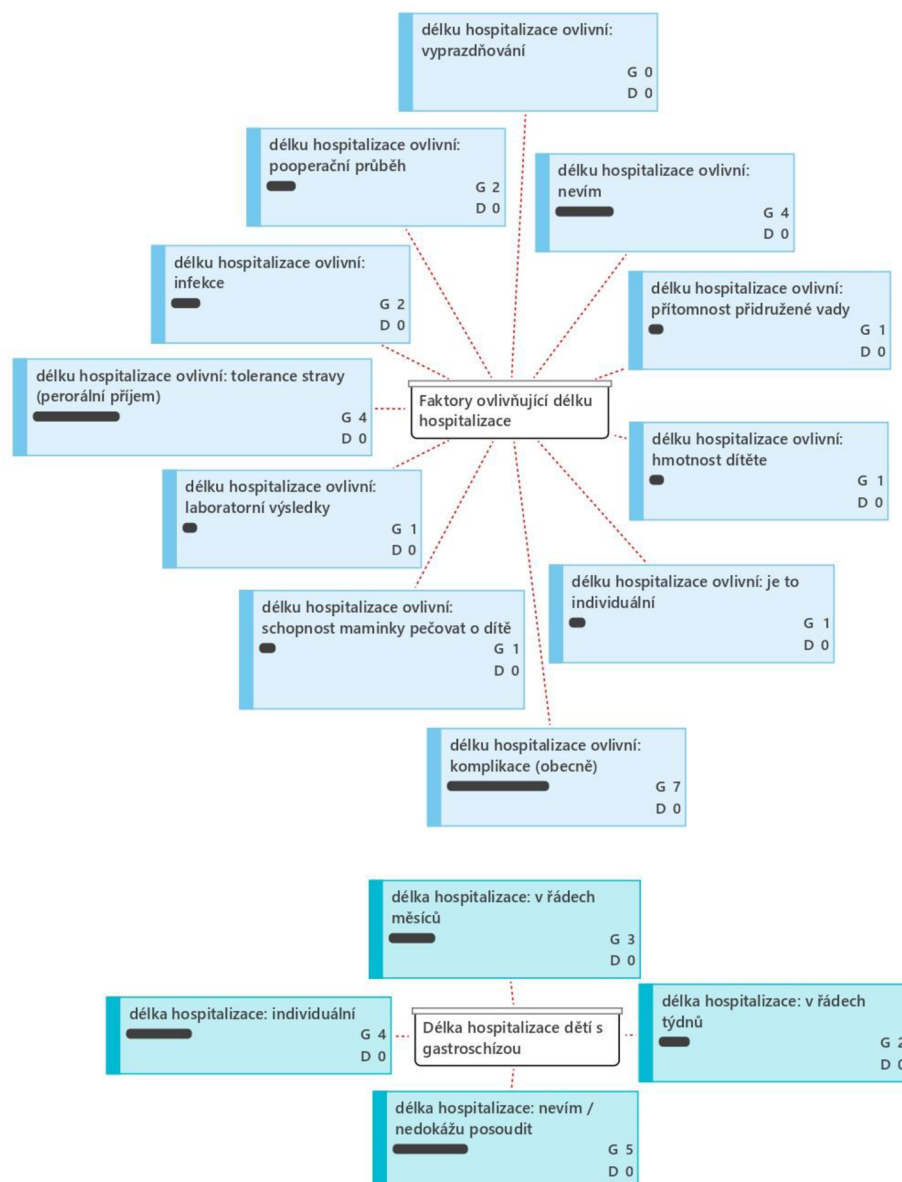 délku hospitalizace ovlivní:
vyprazdňování
G 0
D 0
délku hospitalizace ovlivní:
pooperační průběh
G 2
D 0
délku hospitalizace ovlivní:
nevím
G 4
D 0
délku hospitalizace ovlivní:
infekce
G 2
D 0
délku hospitalizace ovlivní:
přítomnost přidružené vady
G 1
D 0
délku hospitalizace ovlivní: tolerance stravy
(perorální příjem)
G 4
D 0
Faktory ovlivňující délku
hospitalizace
délku hospitalizace ovlivní:
hmotnost dítěte
G 1
D 0
délku hospitalizace ovlivní:
laboratorní výsledky
G 1
D 0
délku hospitalizace ovlivní: je to
individuální
G 1
D 0
délku hospitalizace ovlivní:
schopnost maminky pečovat o dítě
G 1
D 0
délku hospitalizace ovlivní:
komplikace (obecně)
G 7
D 0
délka hospitalizace: v řádech
měsíců
G 3
D 0
délka hospitalizace: individuální
G 4
D 0
Délka hospitalizace dětí s
gastroschízou
délka hospitalizace: v řádech
týdnů
G 2
D 0
délka hospitalizace: nevím /
nedokážu posoudit
G 5
D 0